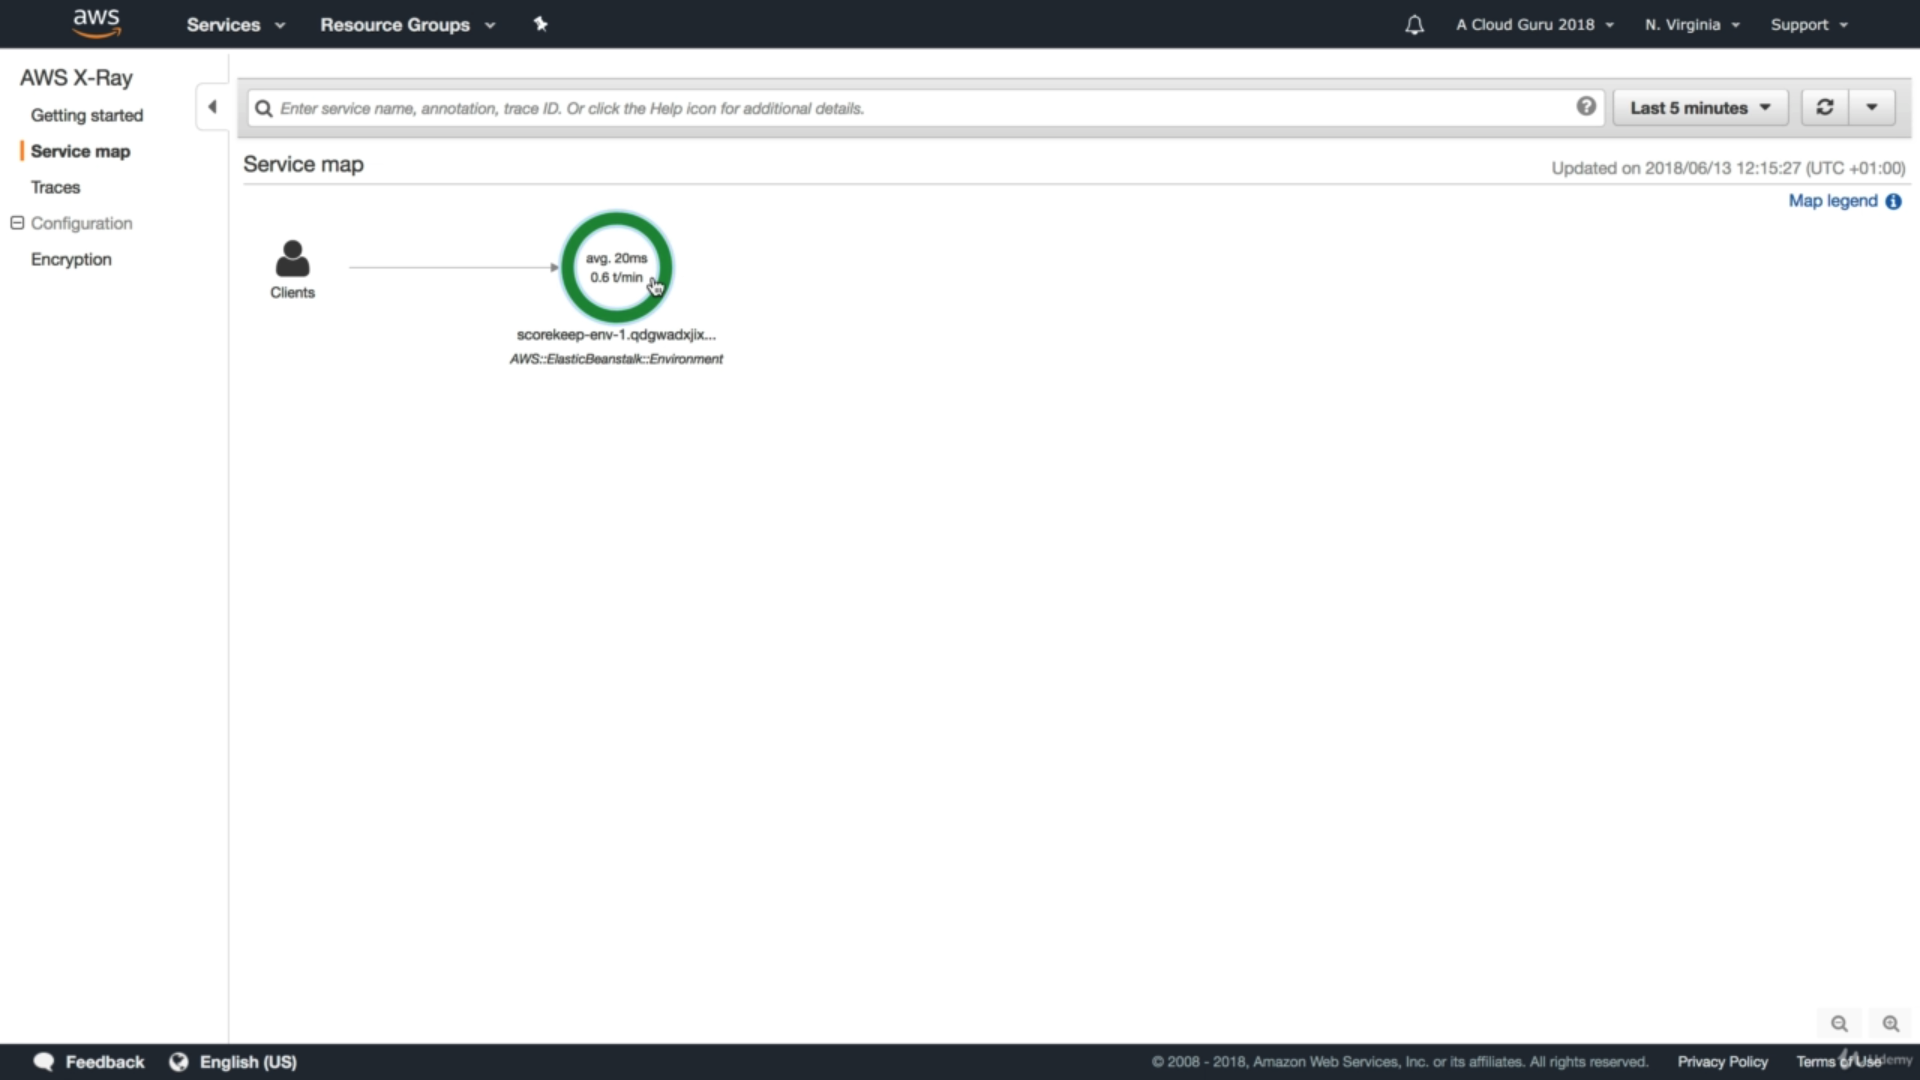 aws Services Resource Groups A Cloud Guru 2018 N. Virginia Support
AWS X-Ray
Getting started
Service map
Traces
Configuration
Encryption
Enter service name, annotation, trace ID. Or click the Help icon for additional details.
Last 5 minutes
Service map
Updated on 2018/06/13 12:15:27 (UTC +01:00)
Map legend
Clients
avg. 20ms
0.6 t/min
scorekeep-env-1.qdgwadxjix...
AWS::ElasticBeanstalk::Environment
Feedback English (US) © 2008 - 2018, Amazon Web Services, Inc. or its affiliates. All rights reserved. Privacy Policy Terms of Use